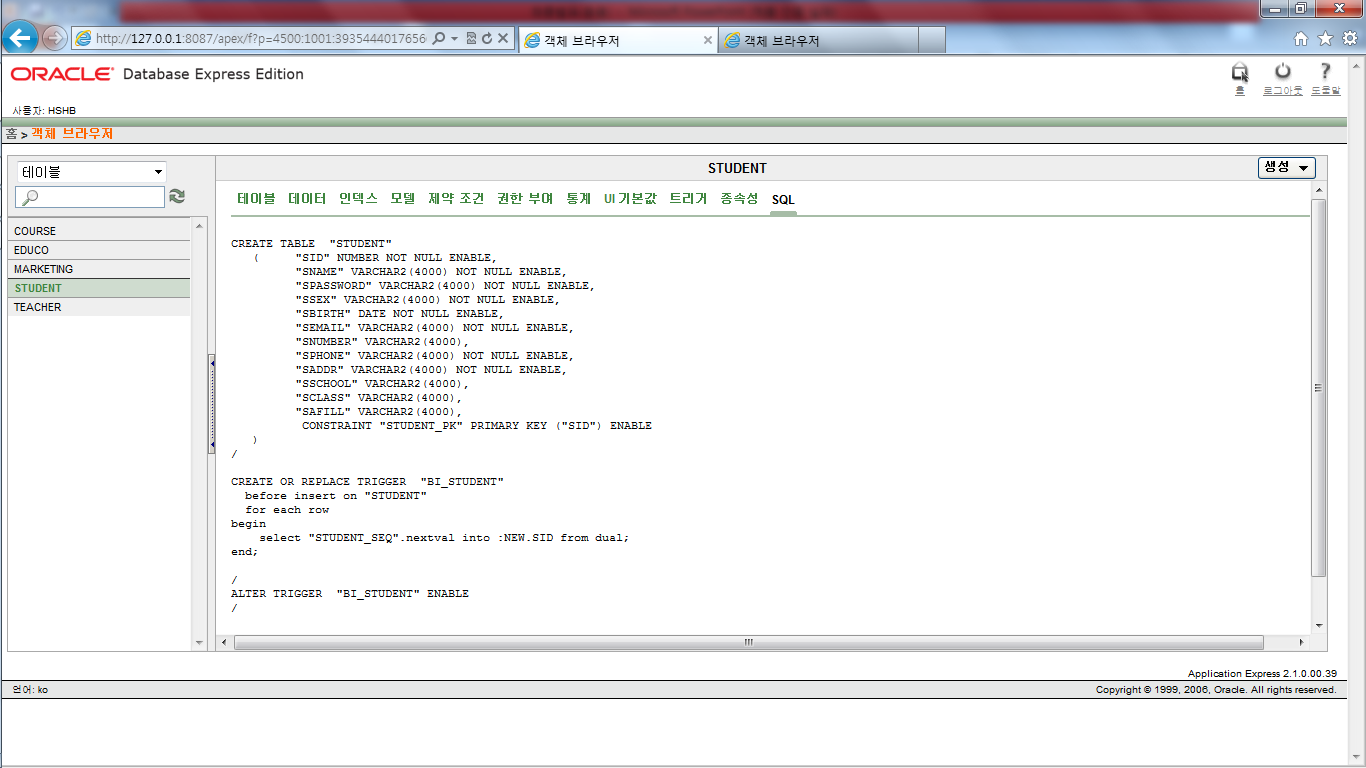 http://127.0.0.1:8087/apex/f?p=4500:1001:3935444017656
객체 브라우저
객체 브라우저
ORACLE Database Express Edition
홈 로그아웃 도움말
사용자: HSHB
홈 > 객체 브라우저
테이블
STUDENT
생성
테이블 데이터 인덱스 모델 제약 조건 권한 부여 통계 UI 기본값 트리거 종속성 SQL
COURSE
EDUCO
MARKETING
STUDENT
TEACHER
CREATE TABLE "STUDENT"
( "SID" NUMBER NOT NULL ENABLE,
"SNAME" VARCHAR2(4000) NOT NULL ENABLE,
"SPASSWORD" VARCHAR2(4000) NOT NULL ENABLE,
"SSEX" VARCHAR2(4000) NOT NULL ENABLE,
"SBIRTH" DATE NOT NULL ENABLE,
"SEMAIL" VARCHAR2(4000) NOT NULL ENABLE,
"SNUMBER" VARCHAR2(4000),
"SPHONE" VARCHAR2(4000) NOT NULL ENABLE,
"SADDR" VARCHAR2(4000) NOT NULL ENABLE,
"SSCHOOL" VARCHAR2(4000),
"SCLASS" VARCHAR2(4000),
"SAFILL" VARCHAR2(4000),
CONSTRAINT "STUDENT_PK" PRIMARY KEY ("SID") ENABLE
)
/
CREATE OR REPLACE TRIGGER "BI_STUDENT"
before insert on "STUDENT"
for each row
begin
select "STUDENT_SEQ".nextval into :NEW.SID from dual;
end;
/
ALTER TRIGGER "BI_STUDENT" ENABLE
/
Application Express 2.1.0.00.39
언어: ko
Copyright © 1999, 2006, Oracle. All rights reserved.